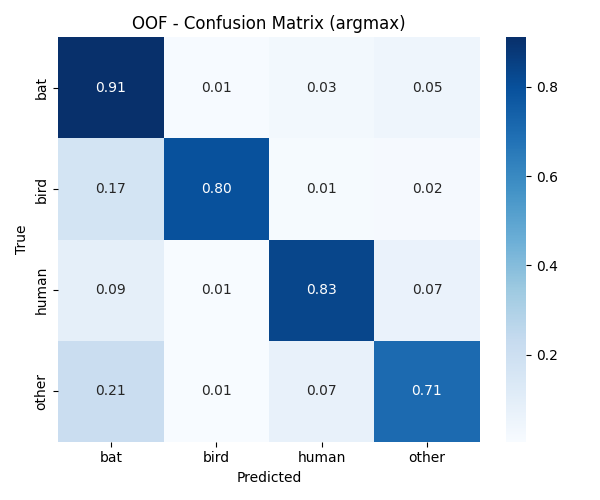 OOF - Confusion Matrix (argmax)
True
bat 0.91 0.01 0.03 0.05
bird 0.17 0.80 0.01 0.02
human 0.09 0.01 0.83 0.07
other 0.21 0.01 0.07 0.71
bat bird human other
Predicted
0.8
0.6
0.4
0.2